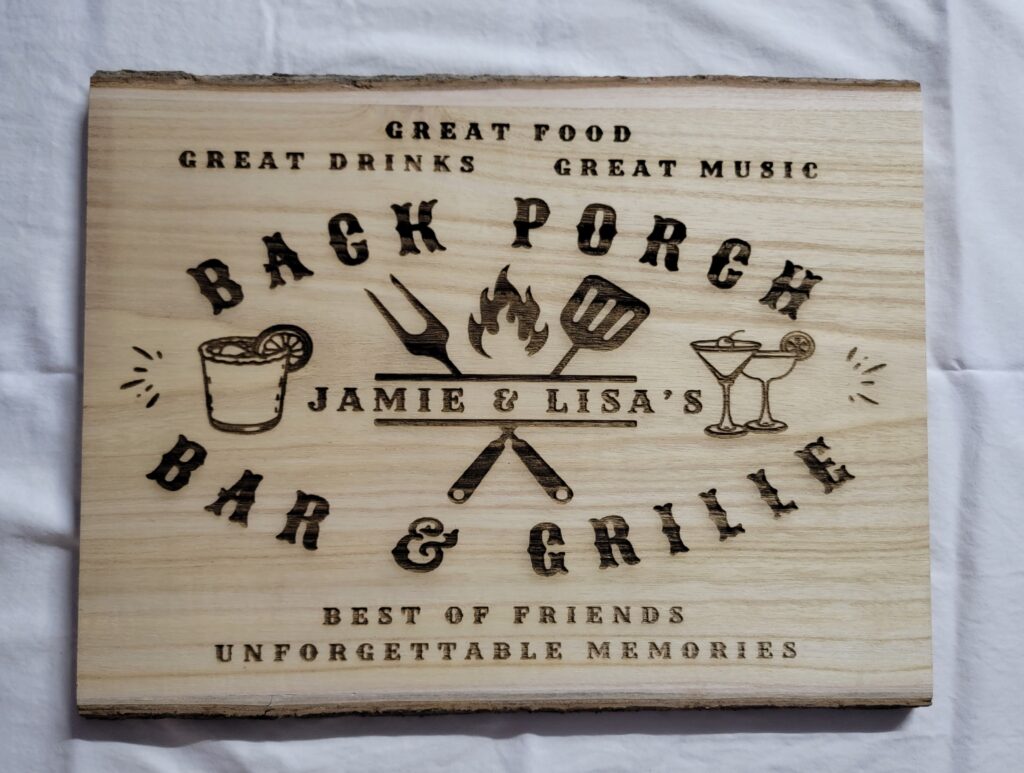 GREAT FOOD
GREAT DRINKS GREAT MUSIC
BACK PORCH
JAMIE & LISA'S
BAR & GRILLE
BEST OF FRIENDS
UNFORGETTABLE MEMORIES